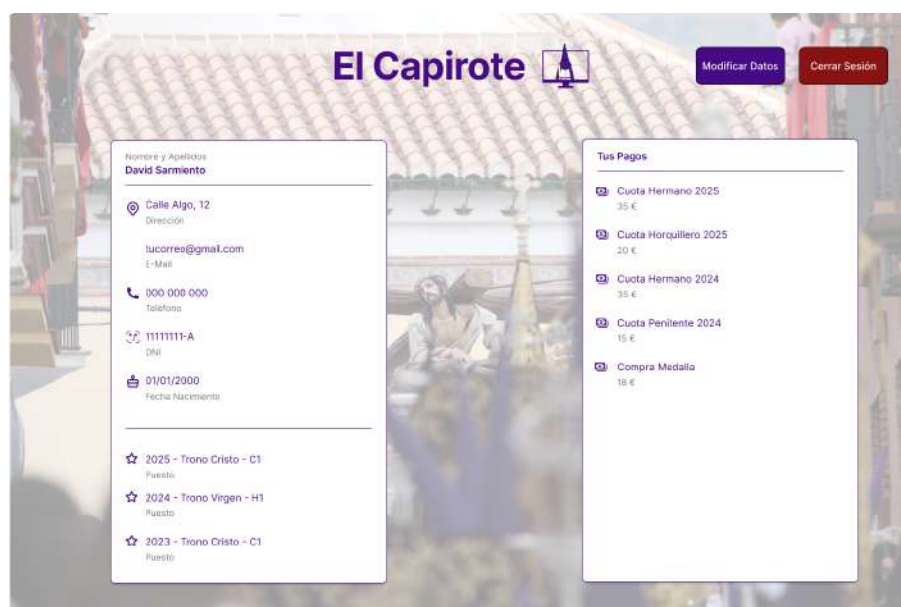 El Capirote
Modificar Datos
Cerrar Sesión
Nombre y Apellidos
David Sarmiento
Calle Algo, 12
Dirección
tucorreo@gmail.com
E-Mail
000 000 000
Teléfono
11111111-A
DNI
01/01/2000
Fecha Nacimiento
2025 - Trono Cristo - C1
Puesto
2024 - Trono Virgen - H1
Puesto
2023 - Trono Cristo - C1
Puesto
Tus Pagos
Cuota Hermano 2025
35 €
Cuota Horquillero 2025
20 €
Cuota Hermano 2024
35 €
Cuota Penitente 2024
15 €
Compra Medalla
18 €